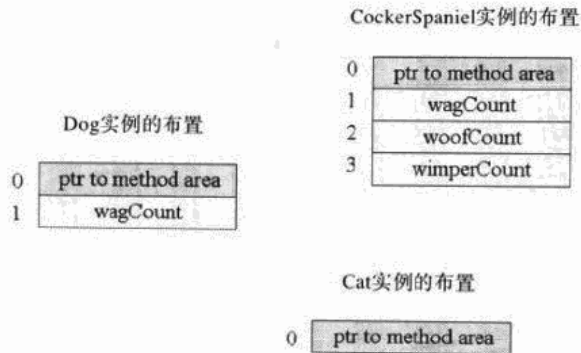 CockerSpaniel实例的布置
0 ptr to method area
1 wagCount
2 woofCount
3 wimperCount
Dog实例的布置
0 ptr to method area
1 wagCount
Cat实例的布置
0 ptr to method area